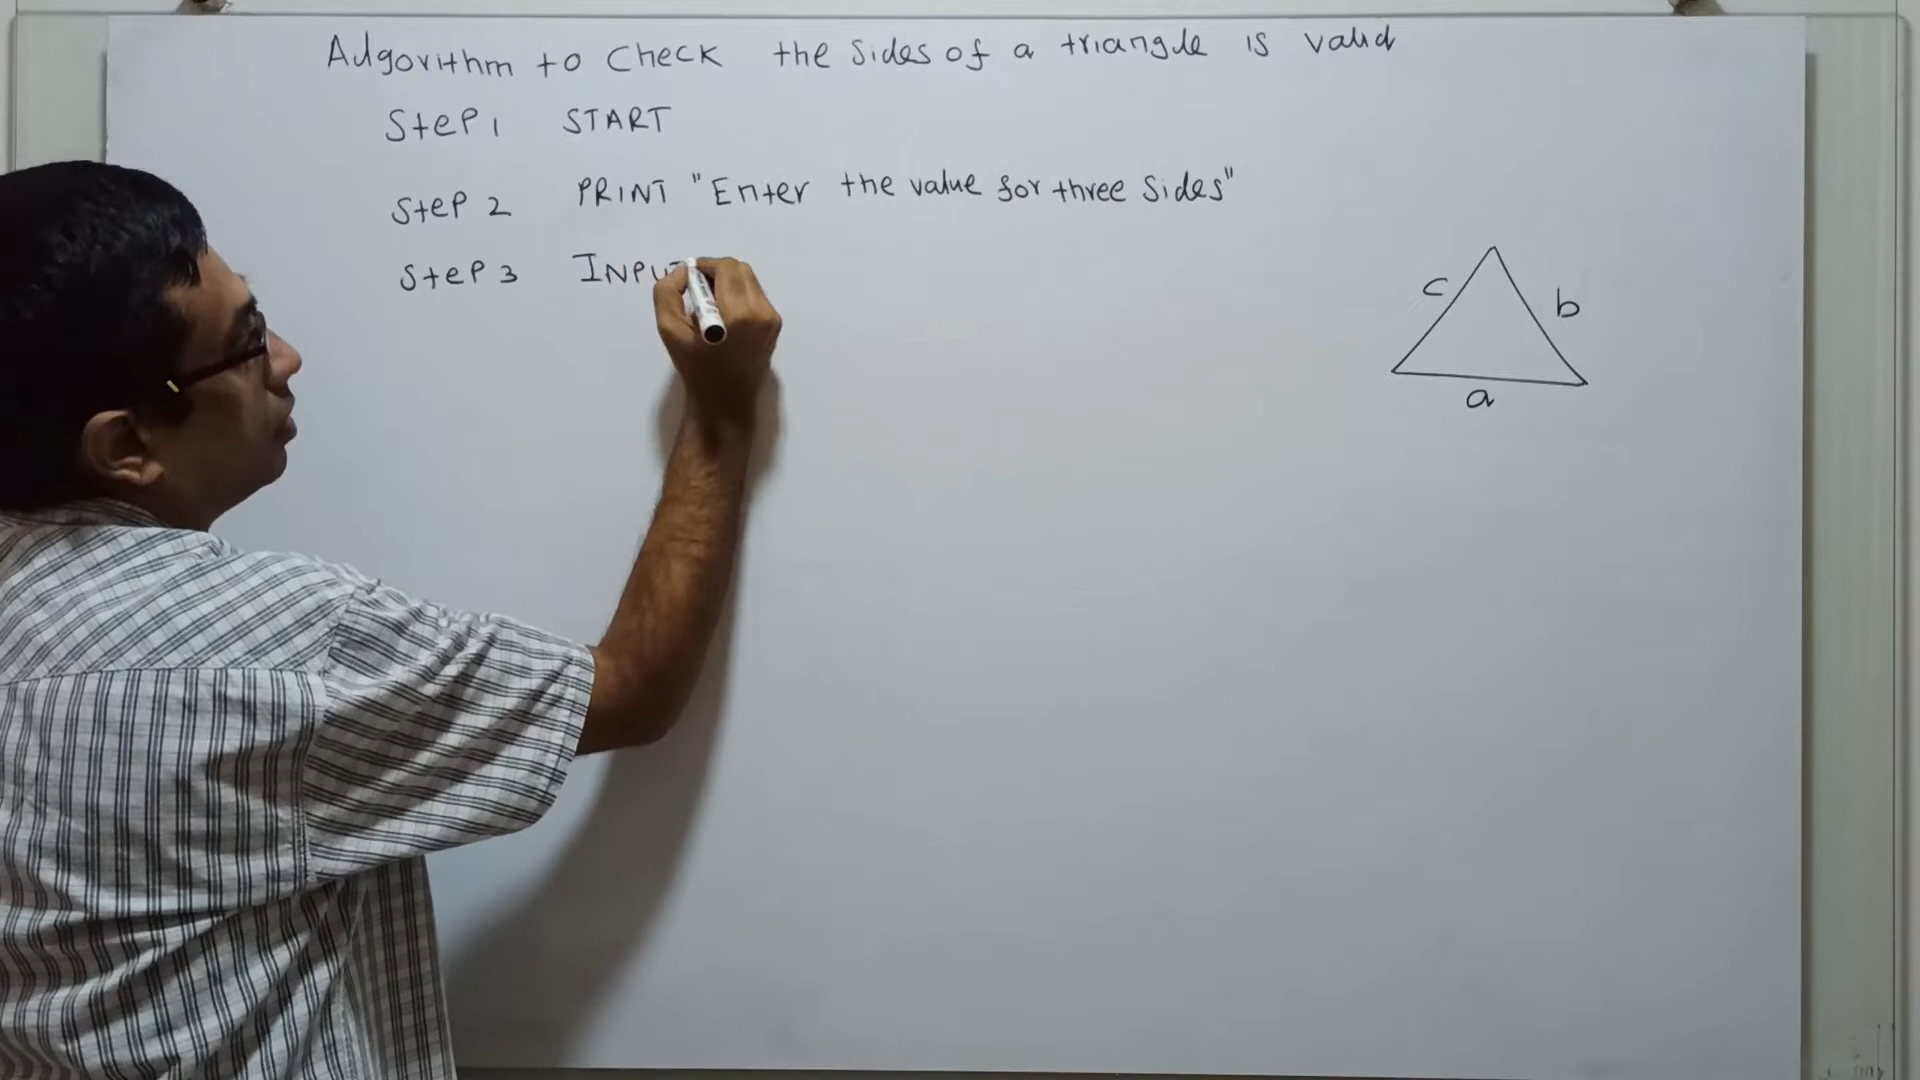 Algorithm to Check the Sides of a triangle is valid
Step 1 START
Step 2 PRINT "Enter the value for three Sides"
Step 3 INPUT
c
b
a